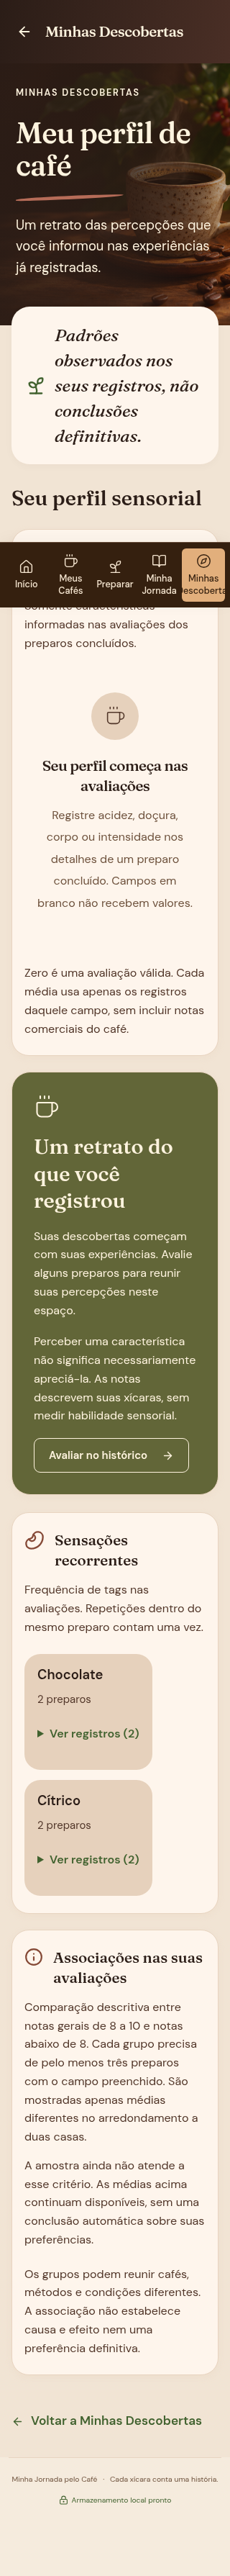 Minhas Descobertas
MINHAS DESCOBERTAS
Meu perfil de
café
Um retrato das percepções que
você informou nas experiências
já registradas.
Padrões
observados nos
seus registros, não
conclusões
definitivas.
Seu perfil sensorial
Início
Meus
Cafés
Preparar
Minha
Jornada
Minhas
Descobertas
somente características
informadas nas avaliações dos
preparos concluídos.
Seu perfil começa nas
avaliações
Registre acidez, doçura,
corpo ou intensidade nos
detalhes de um preparo
concluído. Campos em
branco não recebem valores.
Zero é uma avaliação válida. Cada
média usa apenas os registros
daquele campo, sem incluir notas
comerciais do café.
Um retrato do
que você
registrou
Suas descobertas começam
com suas experiências. Avalie
alguns preparos para reunir
suas percepções neste
espaço.
Perceber uma característica
não significa necessariamente
apreciá-la. As notas
descrevem suas xícaras, sem
medir habilidade sensorial.
Avaliar no histórico
Sensações
recorrentes
Frequência de tags nas
avaliações. Repetições dentro do
mesmo preparo contam uma vez.
Chocolate
2 preparos
Ver registros (2)
Cítrico
2 preparos
Ver registros (2)
Associações nas suas
avaliações
Comparação descritiva entre
notas gerais de 8 a 10 e notas
abaixo de 8. Cada grupo precisa
de pelo menos três preparos
com o campo preenchido. São
mostradas apenas médias
diferentes no arredondamento a
duas casas.
A amostra ainda não atende a
esse critério. As médias acima
continuam disponíveis, sem uma
conclusão automática sobre suas
preferências.
Os grupos podem reunir cafés,
métodos e condições diferentes.
A associação não estabelece
causa e efeito nem uma
preferência definitiva.
Voltar a Minhas Descobertas
Minha Jornada pelo Café · Cada xícara conta uma história.
Armazenamento local pronto